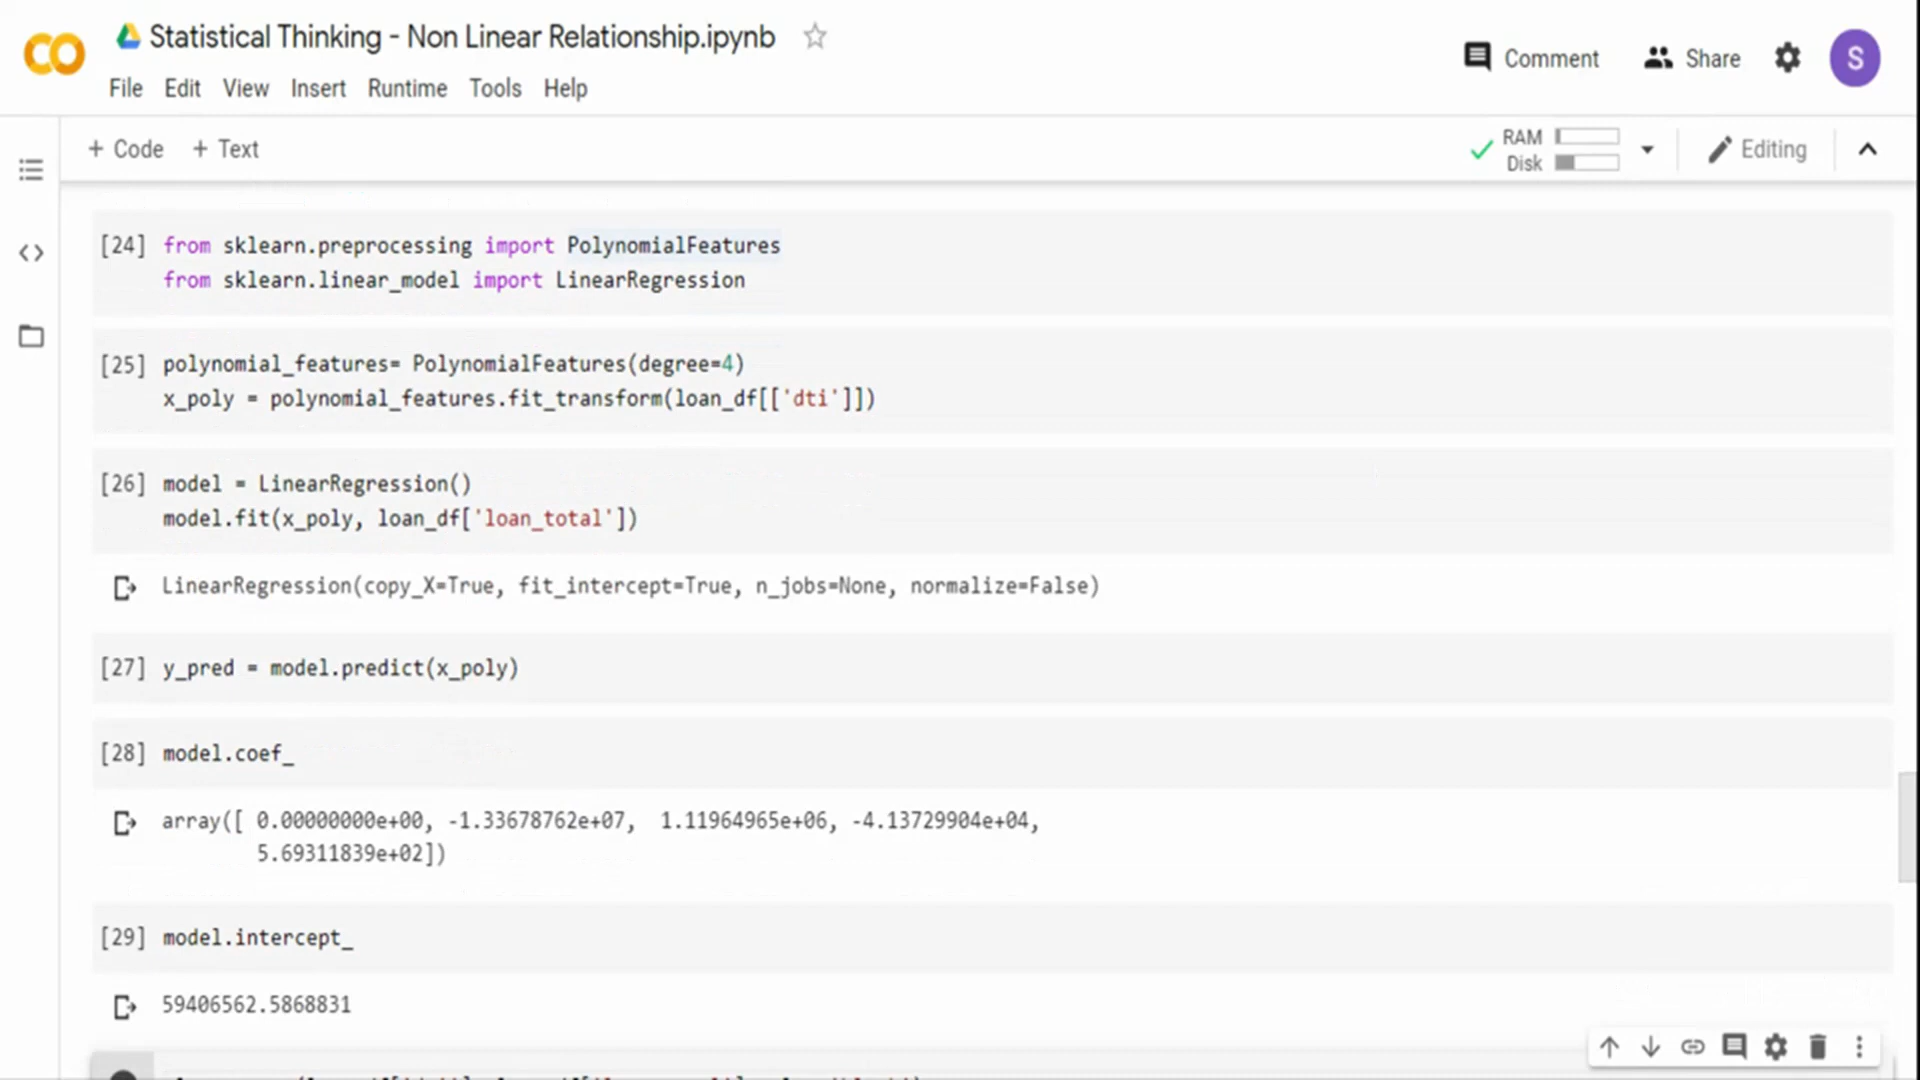 Statistical Thinking - Non Linear Relationship.ipynb
Comment
Share
S
File Edit View Insert Runtime Tools Help
+ Code + Text
RAM
Disk
Editing
[24] from sklearn.preprocessing import PolynomialFeatures
from sklearn.linear_model import LinearRegression
[25] polynomial_features= PolynomialFeatures(degree=4)
x_poly = polynomial_features.fit_transform(loan_df[['dti']])
[26] model = LinearRegression()
model.fit(x_poly, loan_df['loan_total'])
LinearRegression(copy_X=True, fit_intercept=True, n_jobs=None, normalize=False)
[27] y_pred = model.predict(x_poly)
[28] model.coef_
array([ 0.00000000e+00, -1.33678762e+07, 1.11964965e+06, -4.13729904e+04,
5.69311839e+02])
[29] model.intercept_
59406562.5868831